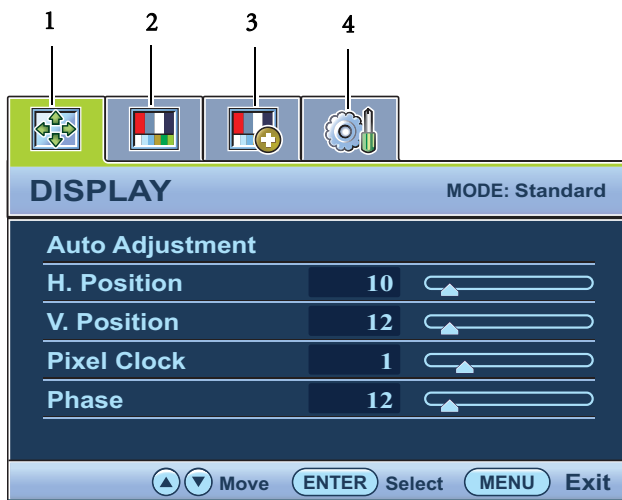 1 2 3 4
DISPLAY MODE: Standard
Auto Adjustment
H. Position 10
V. Position 12
Pixel Clock 1
Phase 12
Move ENTER Select MENU Exit